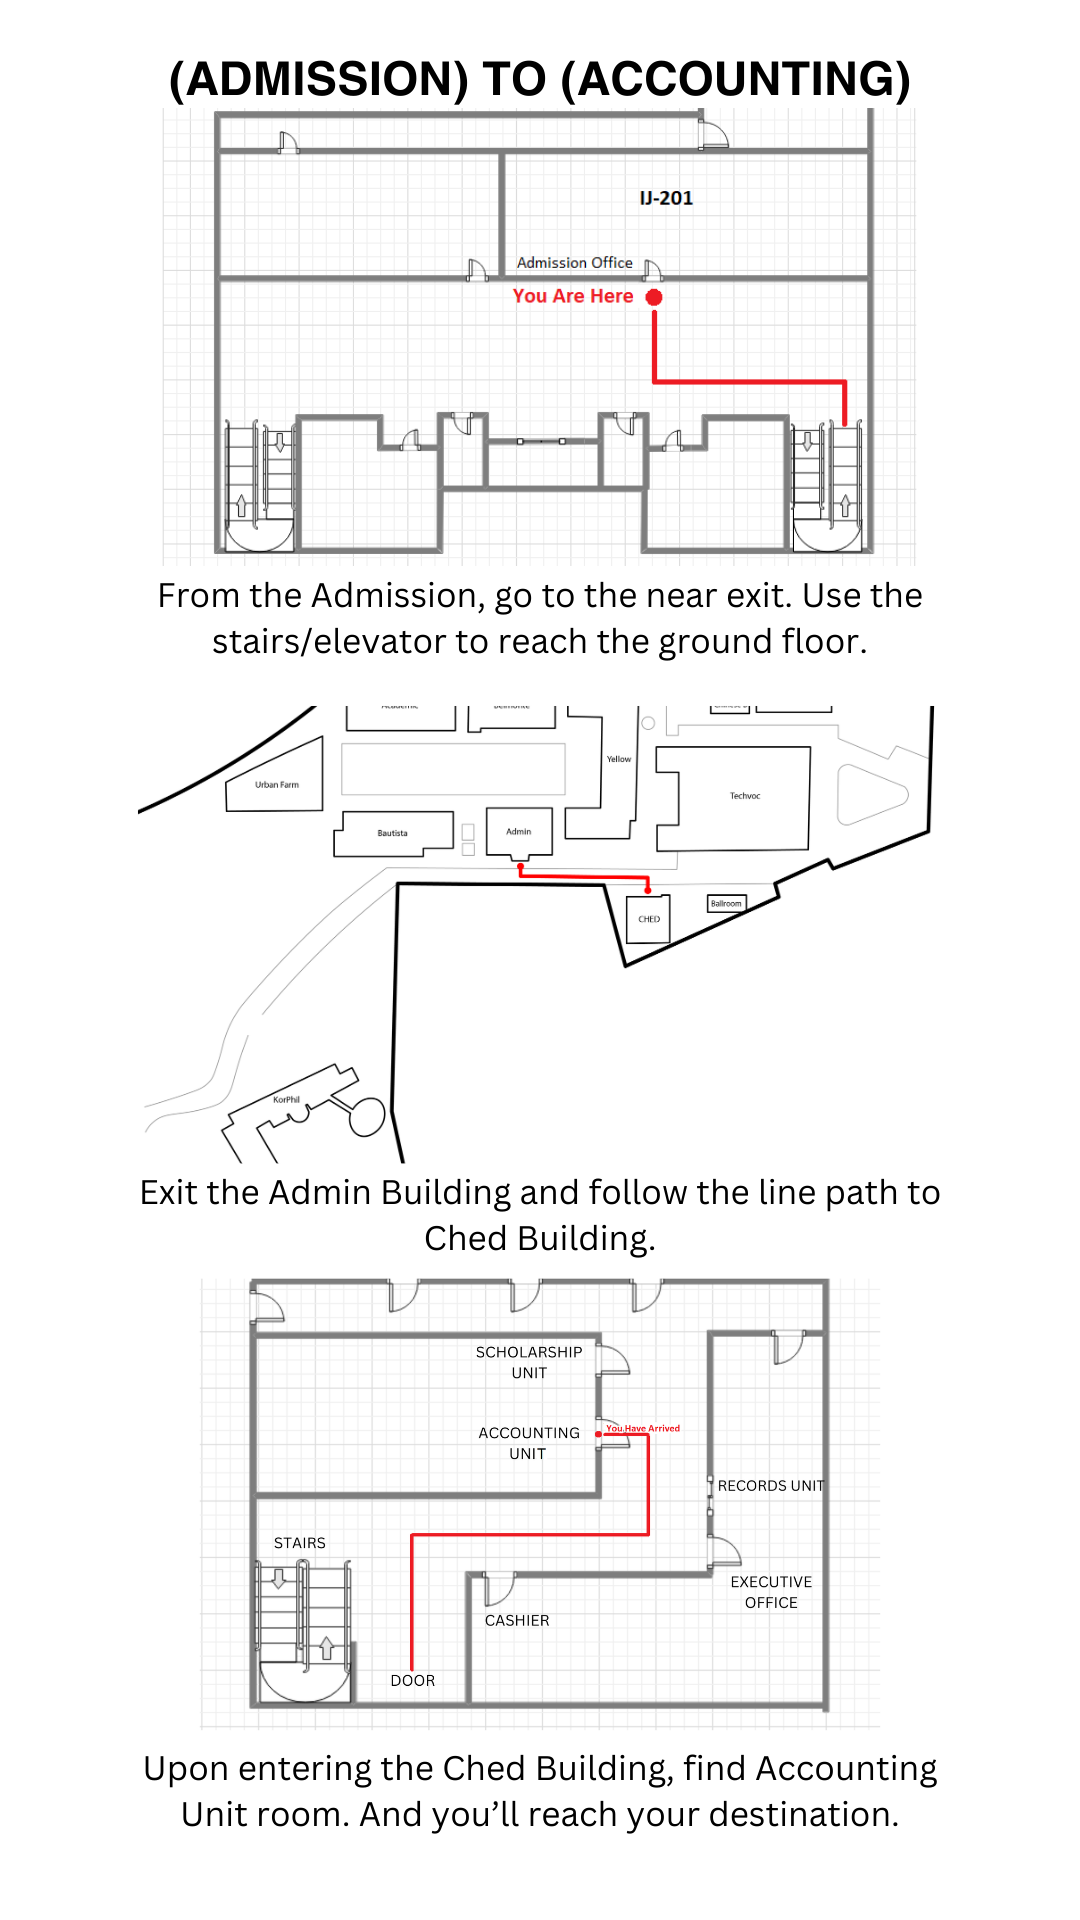 (ADMISSION) TO (ACCOUNTING)
IJ-201
Admission Office
You Are Here
From the Admission, go to the near exit. Use the
stairs/elevator to reach the ground floor.
Urban Farm
Yellow
Techvoc
Bautista
Admin
CHED
Ballroom
KorPhil
Exit the Admin Building and follow the line path to
Ched Building.
SCHOLARSHIP
UNIT
You Have Arrived
ACCOUNTING
UNIT
RECORDS UNIT
STAIRS
EXECUTIVE
OFFICE
CASHIER
DOOR
Upon entering the Ched Building, find Accounting
Unit room. And you’ll reach your destination.